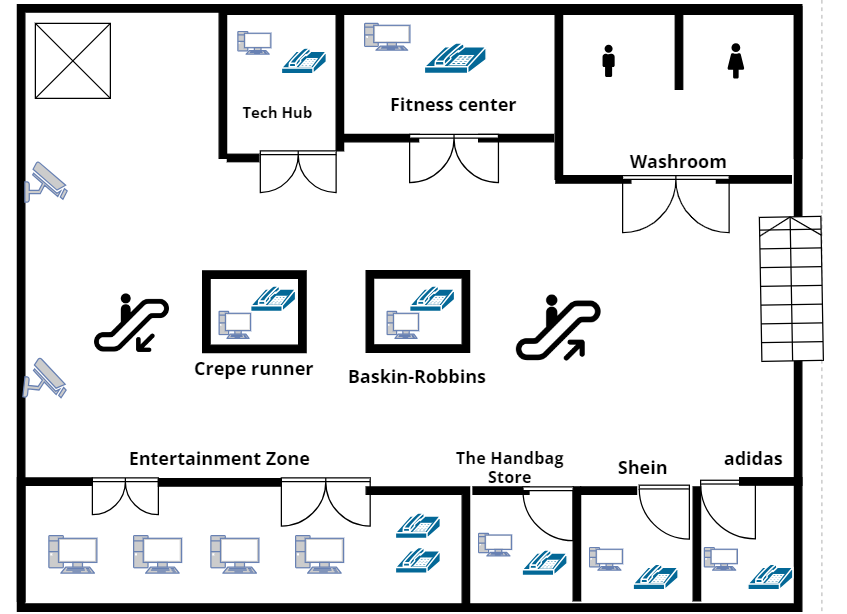 Tech Hub
Fitness center
Washroom
Crepe runner
Baskin-Robbins
Entertainment Zone
The Handbag
Store
Shein
adidas